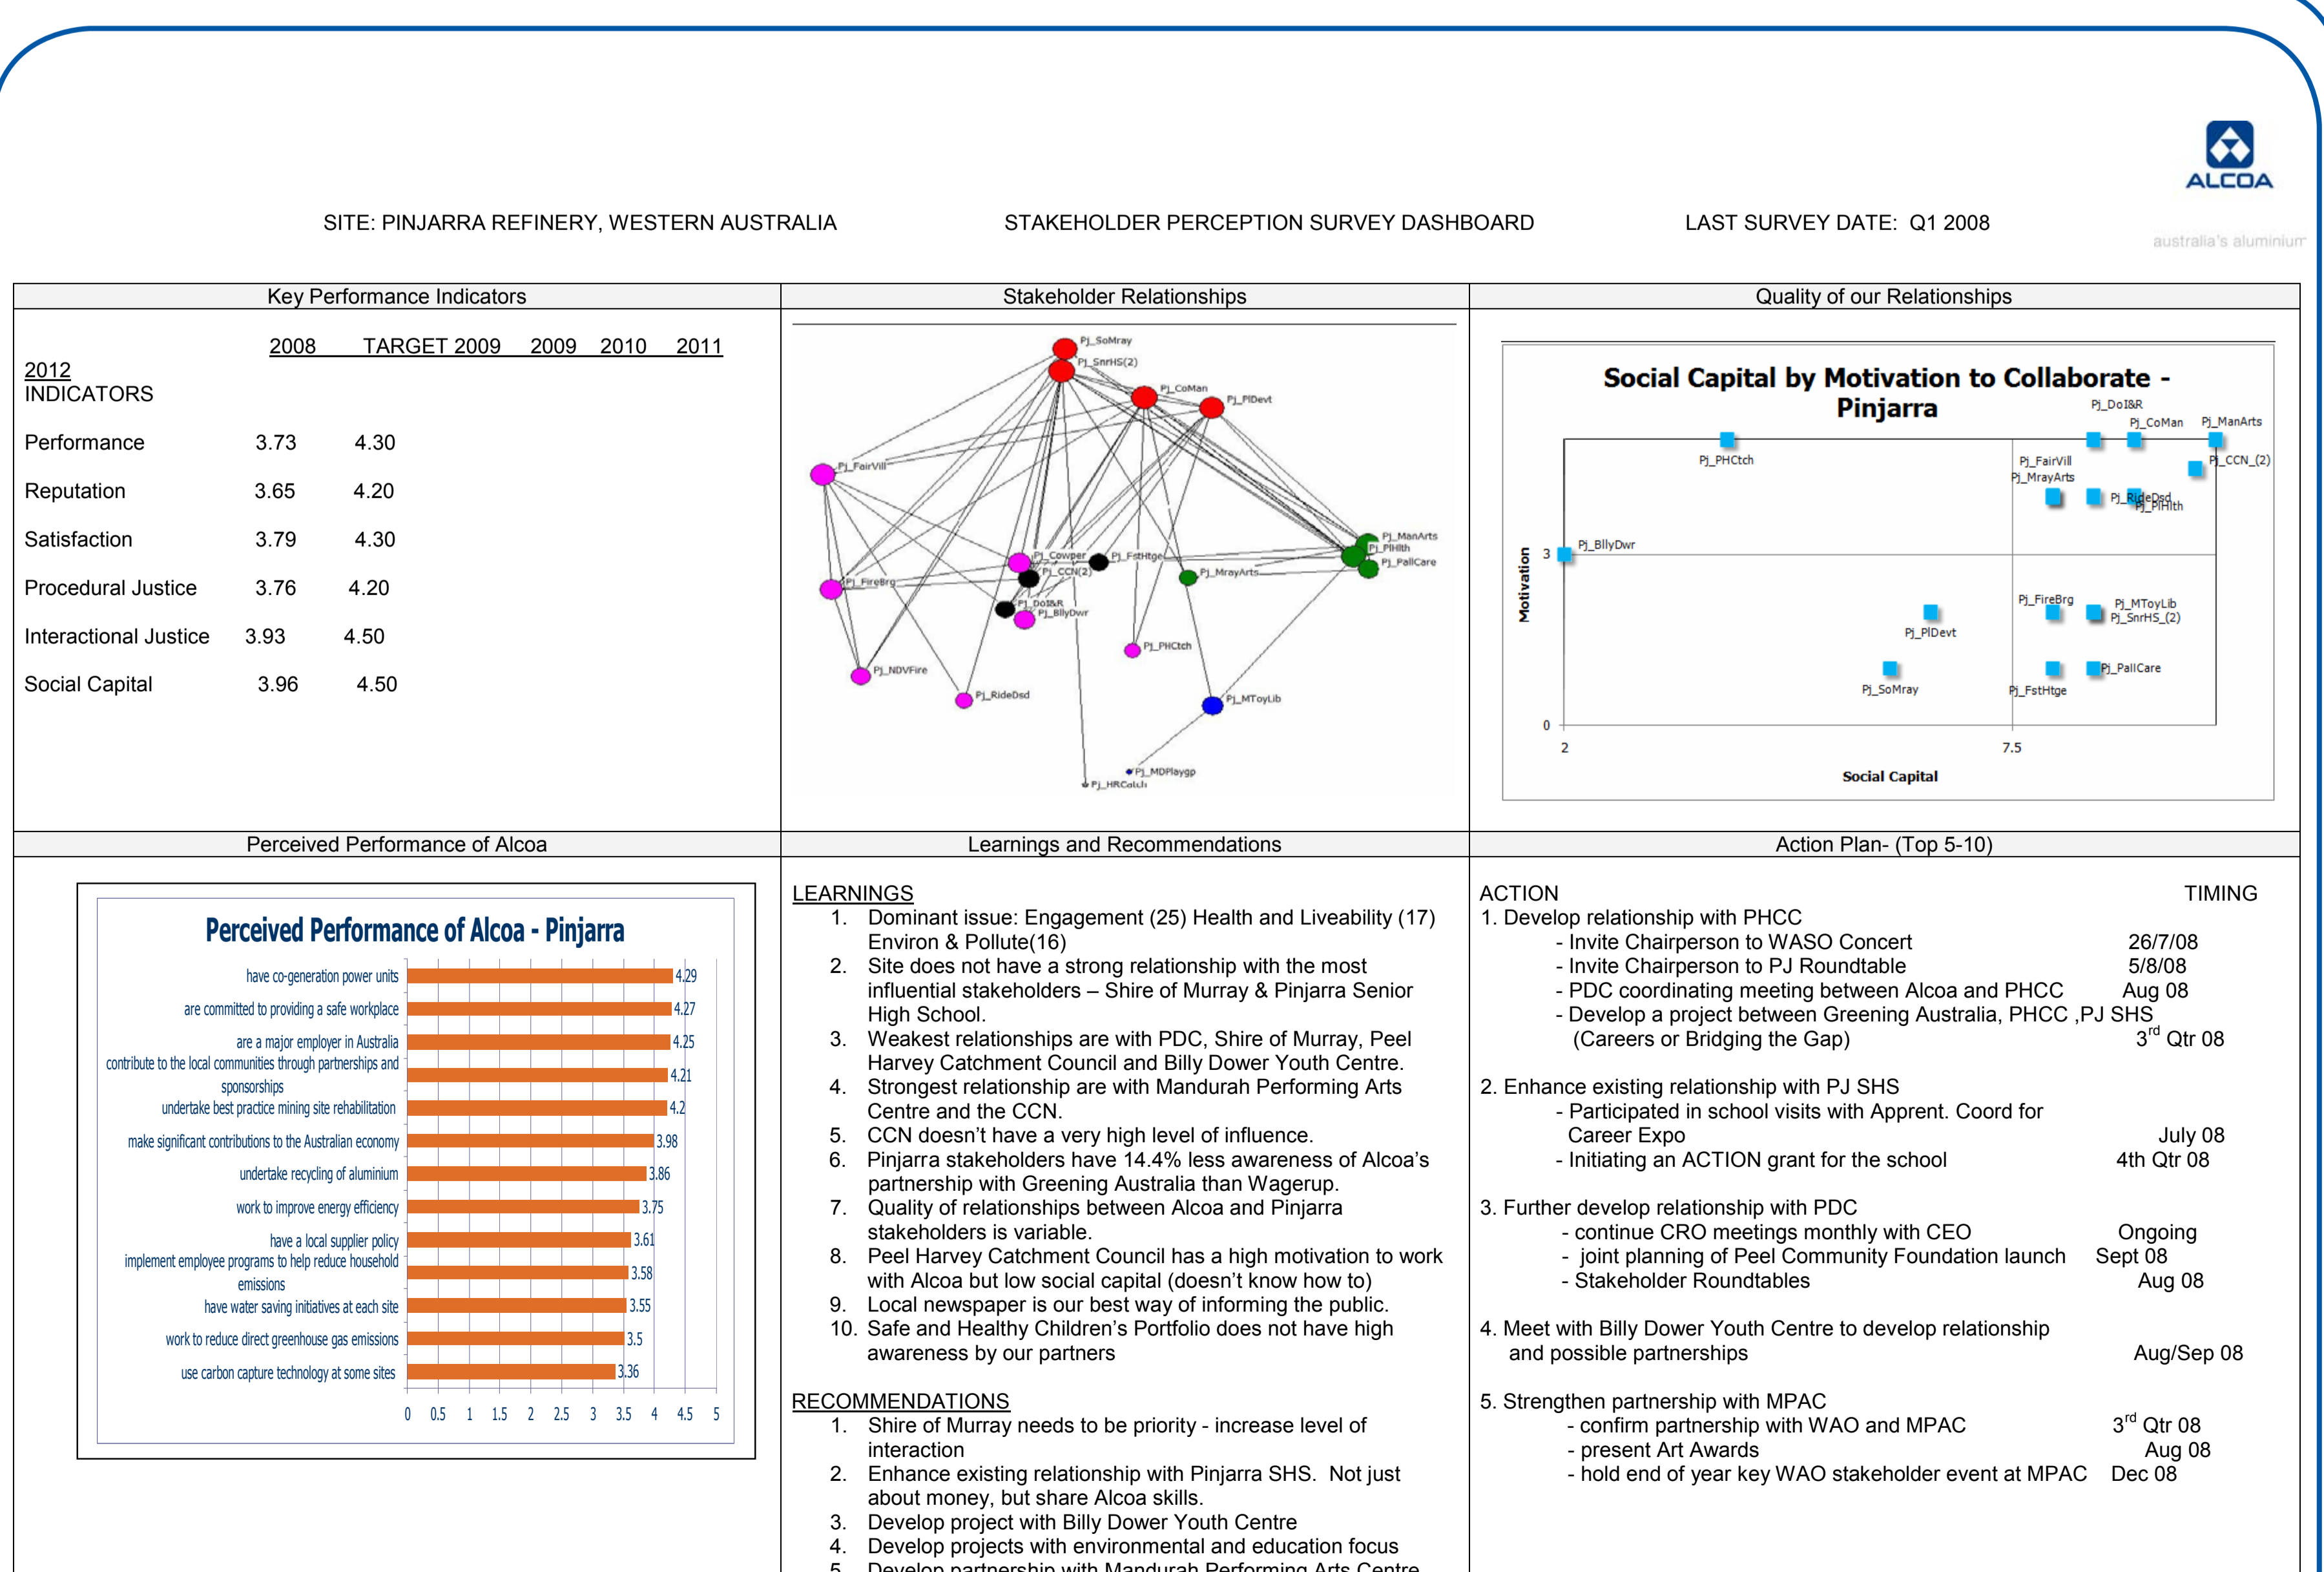 ALCOA
australia's aluminium
SITE: PINJARRA REFINERY, WESTERN AUSTRALIA STAKEHOLDER PERCEPTION SURVEY DASHBOARD LAST SURVEY DATE: Q1 2008
Key Performance Indicators
2008 TARGET 2009 2009 2010 2011
2012
INDICATORS
Performance 3.73 4.30
Reputation 3.65 4.20
Satisfaction 3.79 4.30
Procedural Justice 3.76 4.20
Interactional Justice 3.93 4.50
Social Capital 3.96 4.50
Stakeholder Relationships
Pj_SoMray
Pj_SnrHS(2)
Pj_CoMan
Pj_PlDevt
Pj_FairVill
Pj_ManArts
Pj_PlHlth
Pj_PallCare
Pj_Cowper
Pj_FstHtge
Pj_CCN(2)
Pj_MrayArts
Pj_FireBrg
Pj_DoI&R
Pj_BllyDwr
Pj_PHCtch
Pj_NDVFire
Pj_RideDsd
Pj_MToyLib
Pj_MDPlaygp
Pj_HRCatch
Quality of our Relationships
Social Capital by Motivation to Collaborate -
Pinjarra
Pj_DoI&R
Pj_CoMan Pj_ManArts
Pj_PHCtch
Pj_FairVill
Pj_CCN_(2)
Pj_MrayArts
Pj_RideDsd
Pj_PlHlth
Pj_BllyDwr
3
Motivation
Pj_FireBrg
Pj_MToyLib
Pj_SnrHS_(2)
Pj_PlDevt
Pj_PallCare
Pj_SoMray
Pj_FstHtge
0
2 7.5
Social Capital
Perceived Performance of Alcoa
Perceived Performance of Alcoa - Pinjarra
have co-generation power units 4.29
are committed to providing a safe workplace 4.27
are a major employer in Australia 4.25
contribute to the local communities through partnerships and
sponsorships 4.21
undertake best practice mining site rehabilitation 4.2
make significant contributions to the Australian economy 3.98
undertake recycling of aluminium 3.86
work to improve energy efficiency 3.75
have a local supplier policy 3.61
implement employee programs to help reduce household
emissions 3.58
have water saving initiatives at each site 3.55
work to reduce direct greenhouse gas emissions 3.5
use carbon capture technology at some sites 3.36
0 0.5 1 1.5 2 2.5 3 3.5 4 4.5 5
Learnings and Recommendations
LEARNINGS
1. Dominant issue: Engagement (25) Health and Liveability (17)
Environ & Pollute(16)
2. Site does not have a strong relationship with the most
influential stakeholders – Shire of Murray & Pinjarra Senior
High School.
3. Weakest relationships are with PDC, Shire of Murray, Peel
Harvey Catchment Council and Billy Dower Youth Centre.
4. Strongest relationship are with Mandurah Performing Arts
Centre and the CCN.
5. CCN doesn't have a very high level of influence.
6. Pinjarra stakeholders have 14.4% less awareness of Alcoa's
partnership with Greening Australia than Wagerup.
7. Quality of relationships between Alcoa and Pinjarra
stakeholders is variable.
8. Peel Harvey Catchment Council has a high motivation to work
with Alcoa but low social capital (doesn't know how to)
9. Local newspaper is our best way of informing the public.
10. Safe and Healthy Children's Portfolio does not have high
awareness by our partners
RECOMMENDATIONS
1. Shire of Murray needs to be priority - increase level of
interaction
2. Enhance existing relationship with Pinjarra SHS. Not just
about money, but share Alcoa skills.
3. Develop project with Billy Dower Youth Centre
4. Develop projects with environmental and education focus
5. Develop partnership with Mandurah Performing Arts Centre
Action Plan- (Top 5-10)
ACTION TIMING
1. Develop relationship with PHCC
- Invite Chairperson to WASO Concert 26/7/08
- Invite Chairperson to PJ Roundtable 5/8/08
- PDC coordinating meeting between Alcoa and PHCC Aug 08
- Develop a project between Greening Australia, PHCC ,PJ SHS
(Careers or Bridging the Gap) 3rd Qtr 08
2. Enhance existing relationship with PJ SHS
- Participated in school visits with Apprent. Coord for
Career Expo July 08
- Initiating an ACTION grant for the school 4th Qtr 08
3. Further develop relationship with PDC
- continue CRO meetings monthly with CEO Ongoing
- joint planning of Peel Community Foundation launch Sept 08
- Stakeholder Roundtables Aug 08
4. Meet with Billy Dower Youth Centre to develop relationship
and possible partnerships Aug/Sep 08
5. Strengthen partnership with MPAC
- confirm partnership with WAO and MPAC 3rd Qtr 08
- present Art Awards Aug 08
- hold end of year key WAO stakeholder event at MPAC Dec 08